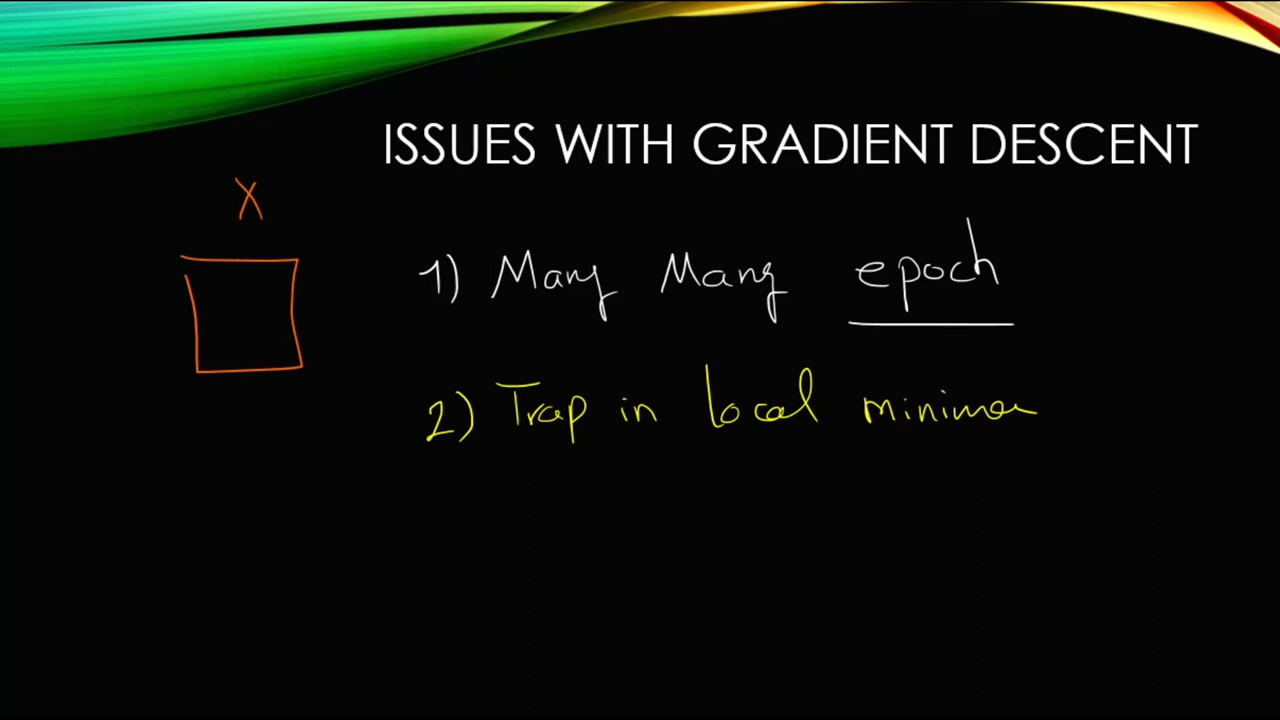 ISSUES WITH GRADIENT DESCENT
X
1) Many Many epoch
2) Trap in local minima